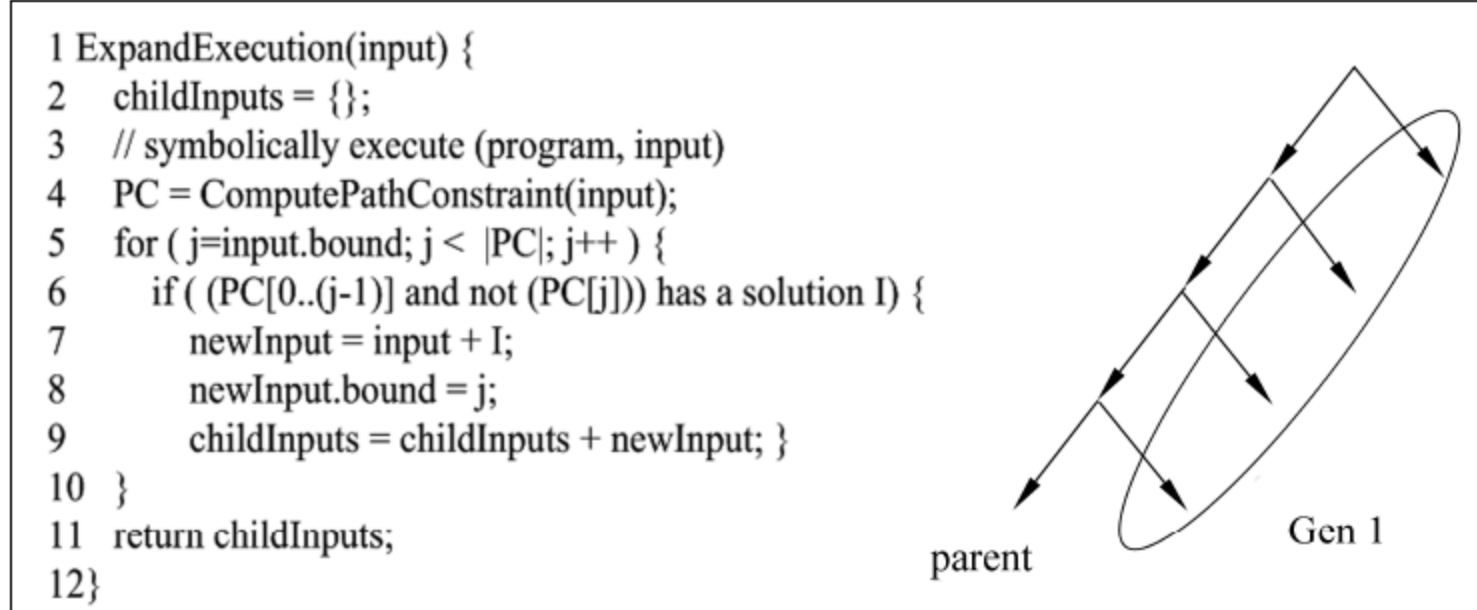 1 ExpandExecution(input) {
2 childInputs = {};
3 // symbolically execute (program, input)
4 PC = ComputePathConstraint(input);
5 for ( j=input.bound; j < |PC|; j++ ) {
6 if ( (PC[0..(j-1)] and not (PC[j])) has a solution I) {
7 newInput = input + I;
8 newInput.bound = j;
9 childInputs = childInputs + newInput; }
10 }
11 return childInputs;
12}
parent
Gen 1